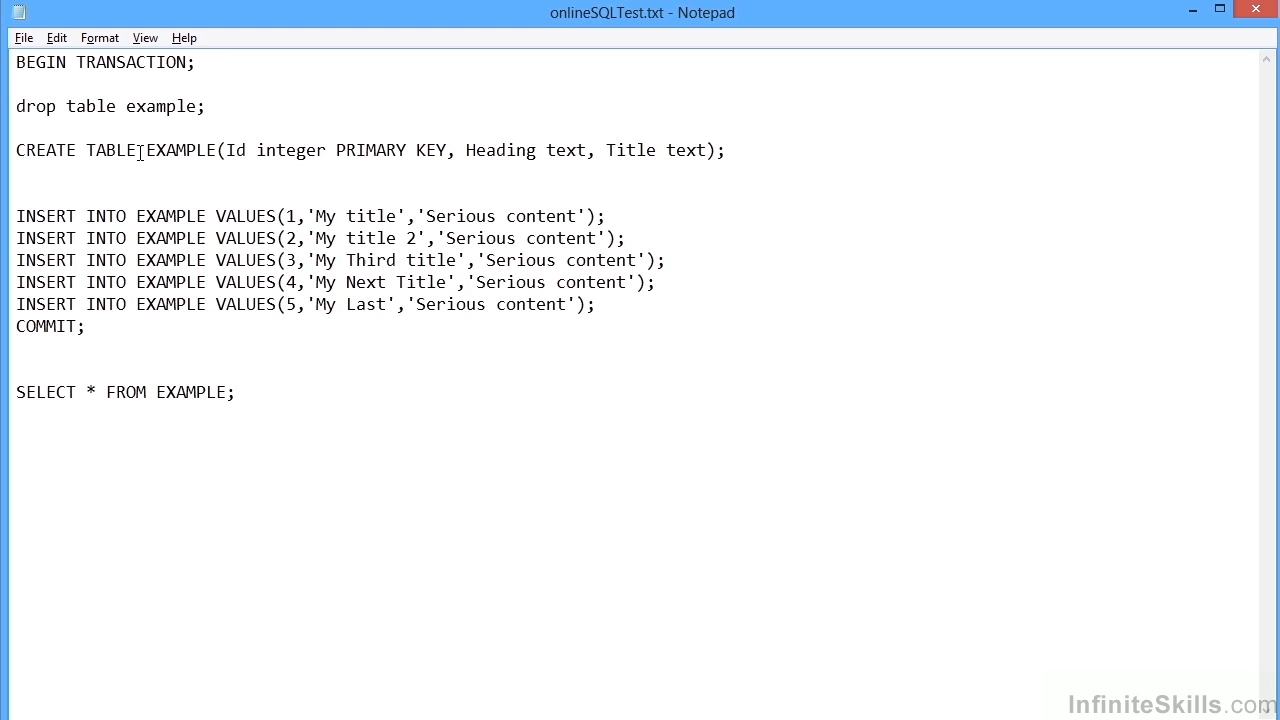 onlineSQLTest.txt - Notepad
File Edit Format View Help
BEGIN TRANSACTION;
drop table example;
CREATE TABLE EXAMPLE(Id integer PRIMARY KEY, Heading text, Title text);
INSERT INTO EXAMPLE VALUES(1,'My title','Serious content');
INSERT INTO EXAMPLE VALUES(2,'My title 2','Serious content');
INSERT INTO EXAMPLE VALUES(3,'My Third title','Serious content');
INSERT INTO EXAMPLE VALUES(4,'My Next Title','Serious content');
INSERT INTO EXAMPLE VALUES(5,'My Last','Serious content');
COMMIT;
SELECT * FROM EXAMPLE;
InfiniteSkills.com